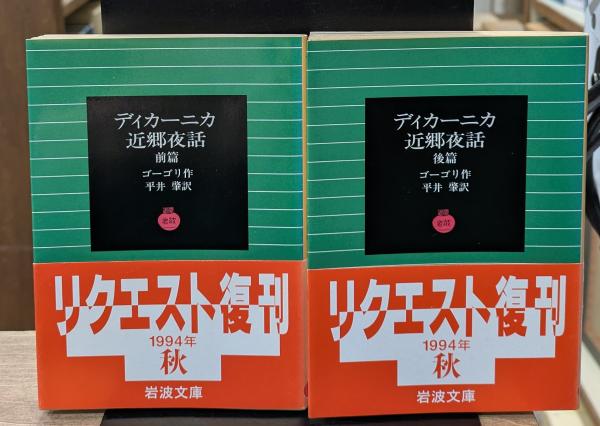 ディカーニカ
近郷夜話
前篇
ゴーゴリ作
平井 肇訳
岩波
リクエスト復刊
1994年
秋
岩波文庫
ディカーニカ
近郷夜話
後篇
ゴーゴリ作
平井 肇訳
岩波
リクエスト復刊
1994年
秋
岩波文庫